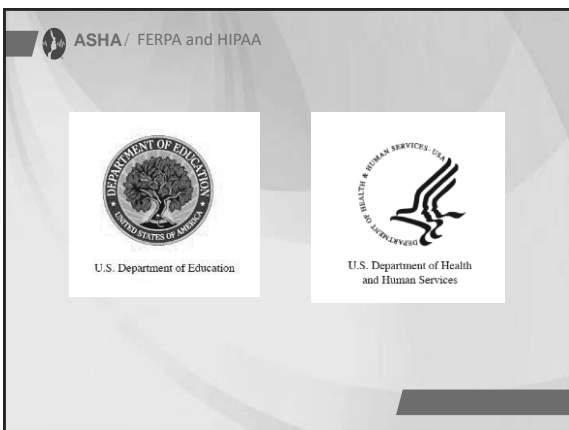 ASHA/ FERPA and HIPAA
DEPARTMENT OF EDUCATION
UNITED STATES OF AMERICA
U.S. Department of Education
DEPARTMENT OF HEALTH & HUMAN SERVICES · USA
U.S. Department of Health
and Human Services